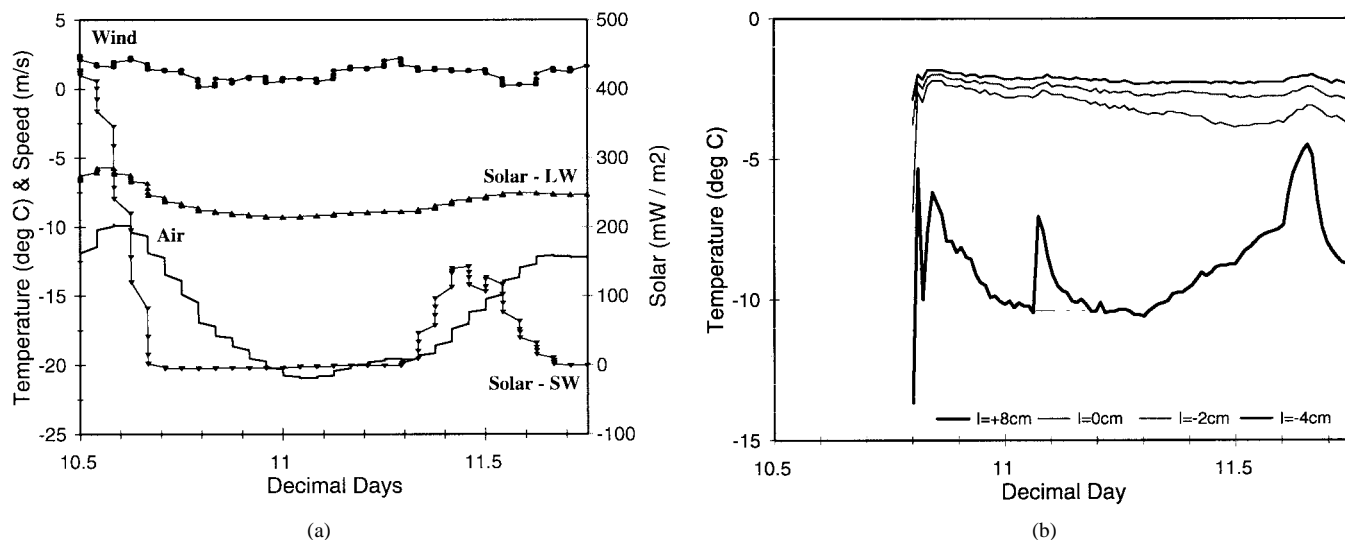 5
0
-5
-10
-15
-20
-25
Temperature (deg C) & Speed (m/s)
10.5
11
11.5
Decimal Days
500
400
300
200
100
0
-100
Solar (mW / m2)
Wind
Solar - LW
Air
Solar - SW
(a)
0
-5
-10
-15
Temperature (deg C)
10.5
11
11.5
Decimal Day
l=+8cm
l=0cm
l=-2cm
l=-4cm
(b)